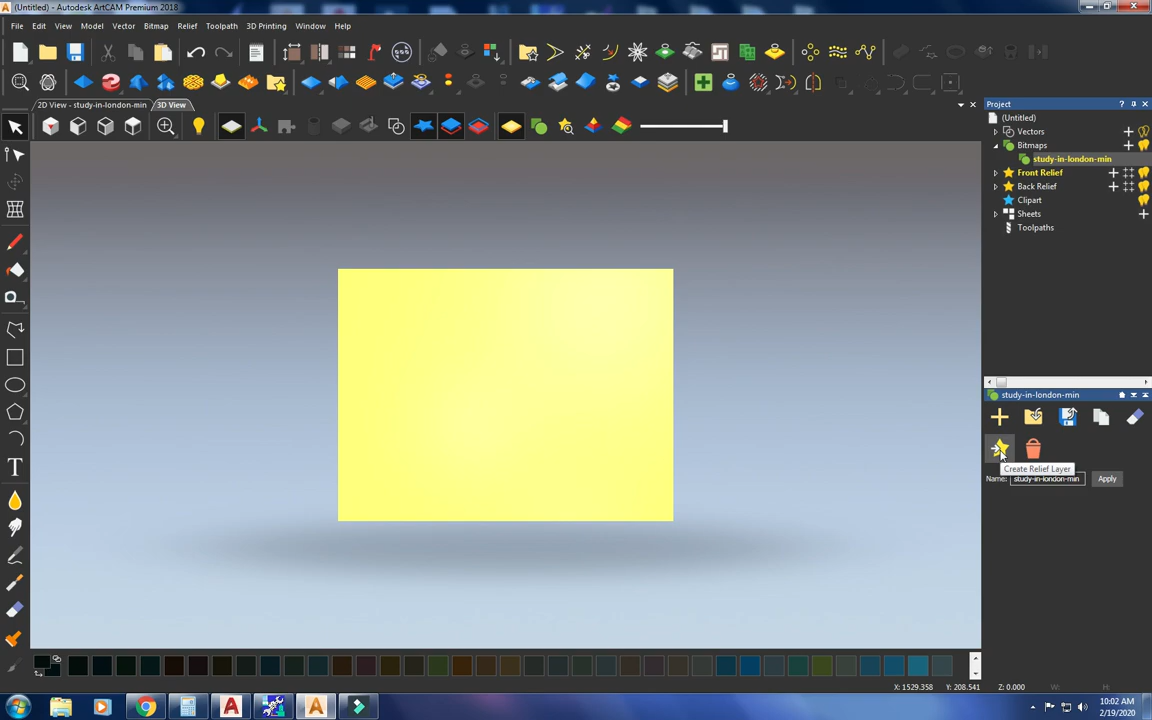 (Untitled) - Autodesk ArtCAM Premium 2018
File Edit View Model Vector Bitmap Relief Toolpath 3D Printing Window Help
2D View - study-in-london-min 3D View
Project
(Untitled)
Vectors
Bitmaps
study-in-london-min
Front Relief
Back Relief
Clipart
Sheets
Toolpaths
study-in-london-min
Create Relief Layer
Name: study-in-london-min Apply
X: 1529.358 Y: 208.541 Z: 0.000 W: H:
10:02 AM
2/19/2020